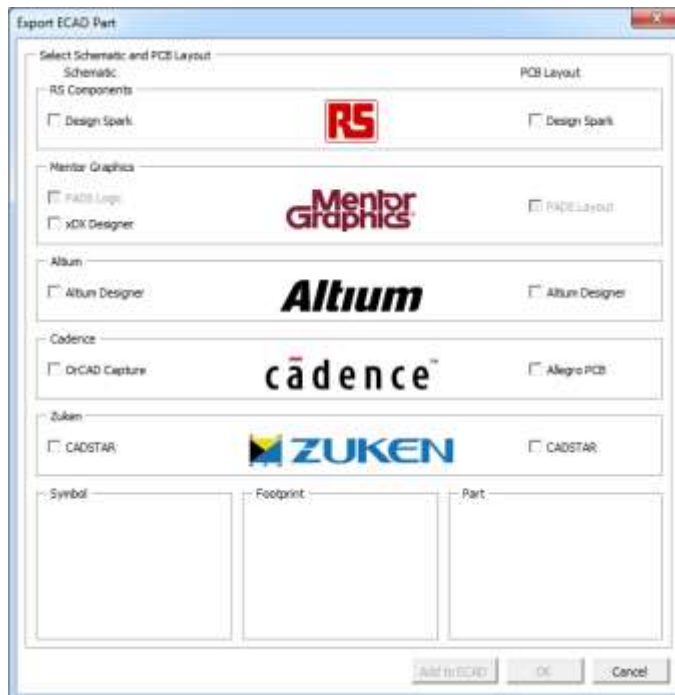 Export ECAD Part
Select Schematic and PCB Layout
Schematic PCB Layout
RS Components
Design Spark RS Design Spark
Mentor Graphics
PADS Logic Mentor Graphics PADS Layout
xDX Designer
Altium
Altium Designer Altium Altium Designer
Cadence
OrCAD Capture cādence™ Allegro PCB
Zuken
CADSTAR ZUKEN CADSTAR
Symbol Footprint Part
Add to ECAD OK Cancel